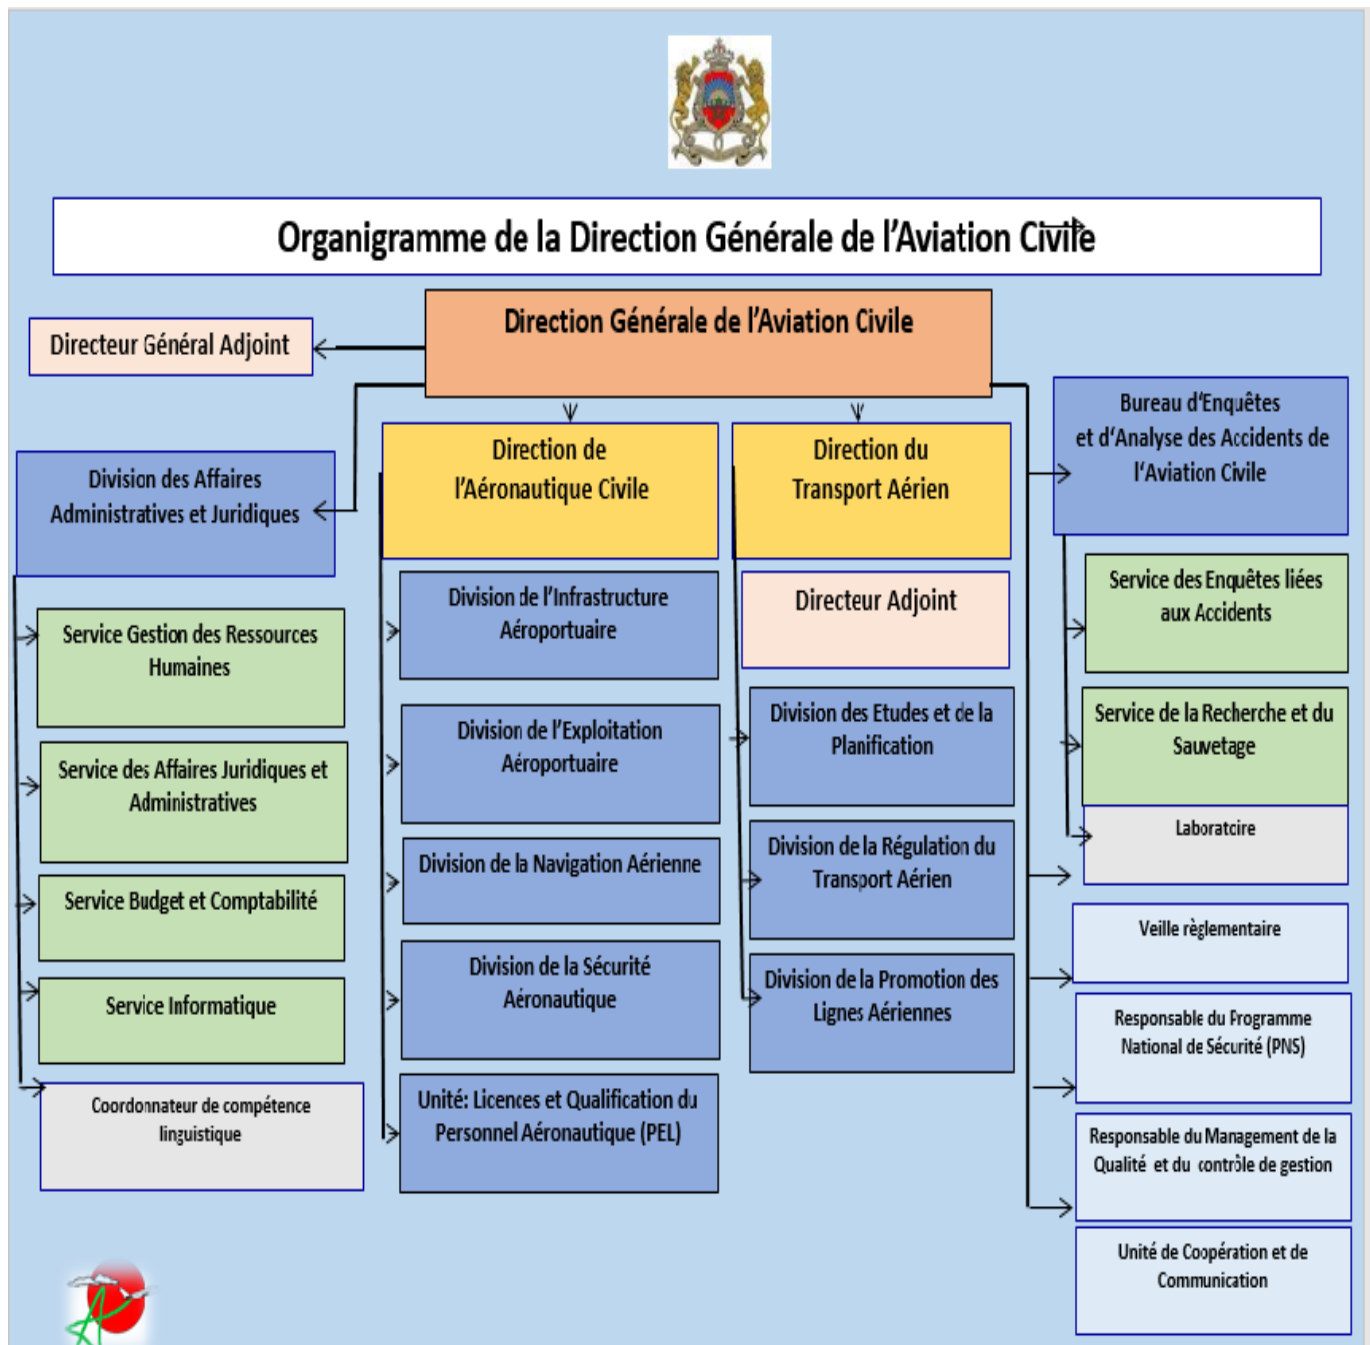 Organigramme de la Direction Générale de l'Aviation Civile
Direction Générale de l'Aviation Civile
Directeur Général Adjoint
Division des Affaires
Administratives et Juridiques
Service Gestion des Ressources
Humaines
Service des Affaires Juridiques et
Administratives
Service Budget et Comptabilité
Service Informatique
Coordonnateur de compétence
linguistique
Direction de
l'Aéronautique Civile
Division de l'Infrastructure
Aéroportuaire
Division de l'Exploitation
Aéroportuaire
Division de la Navigation Aérienne
Division de la Sécurité
Aéronautique
Unité: Licences et Qualification du
Personnel Aéronautique (PEL)
Direction du
Transport Aérien
Directeur Adjoint
Division des Etudes et de la
Planification
Division de la Régulation du
Transport Aérien
Division de la Promotion des
Lignes Aériennes
Bureau d'Enquêtes
et d'Analyse des Accidents de
l'Aviation Civile
Service des Enquêtes liées
aux Accidents
Service de la Recherche et du
Sauvetage
Laboratoire
Veille règlementaire
Responsable du Programme
National de Sécurité (PNS)
Responsable du Management de la
Qualité et du contrôle de gestion
Unité de Coopération et de
Communication